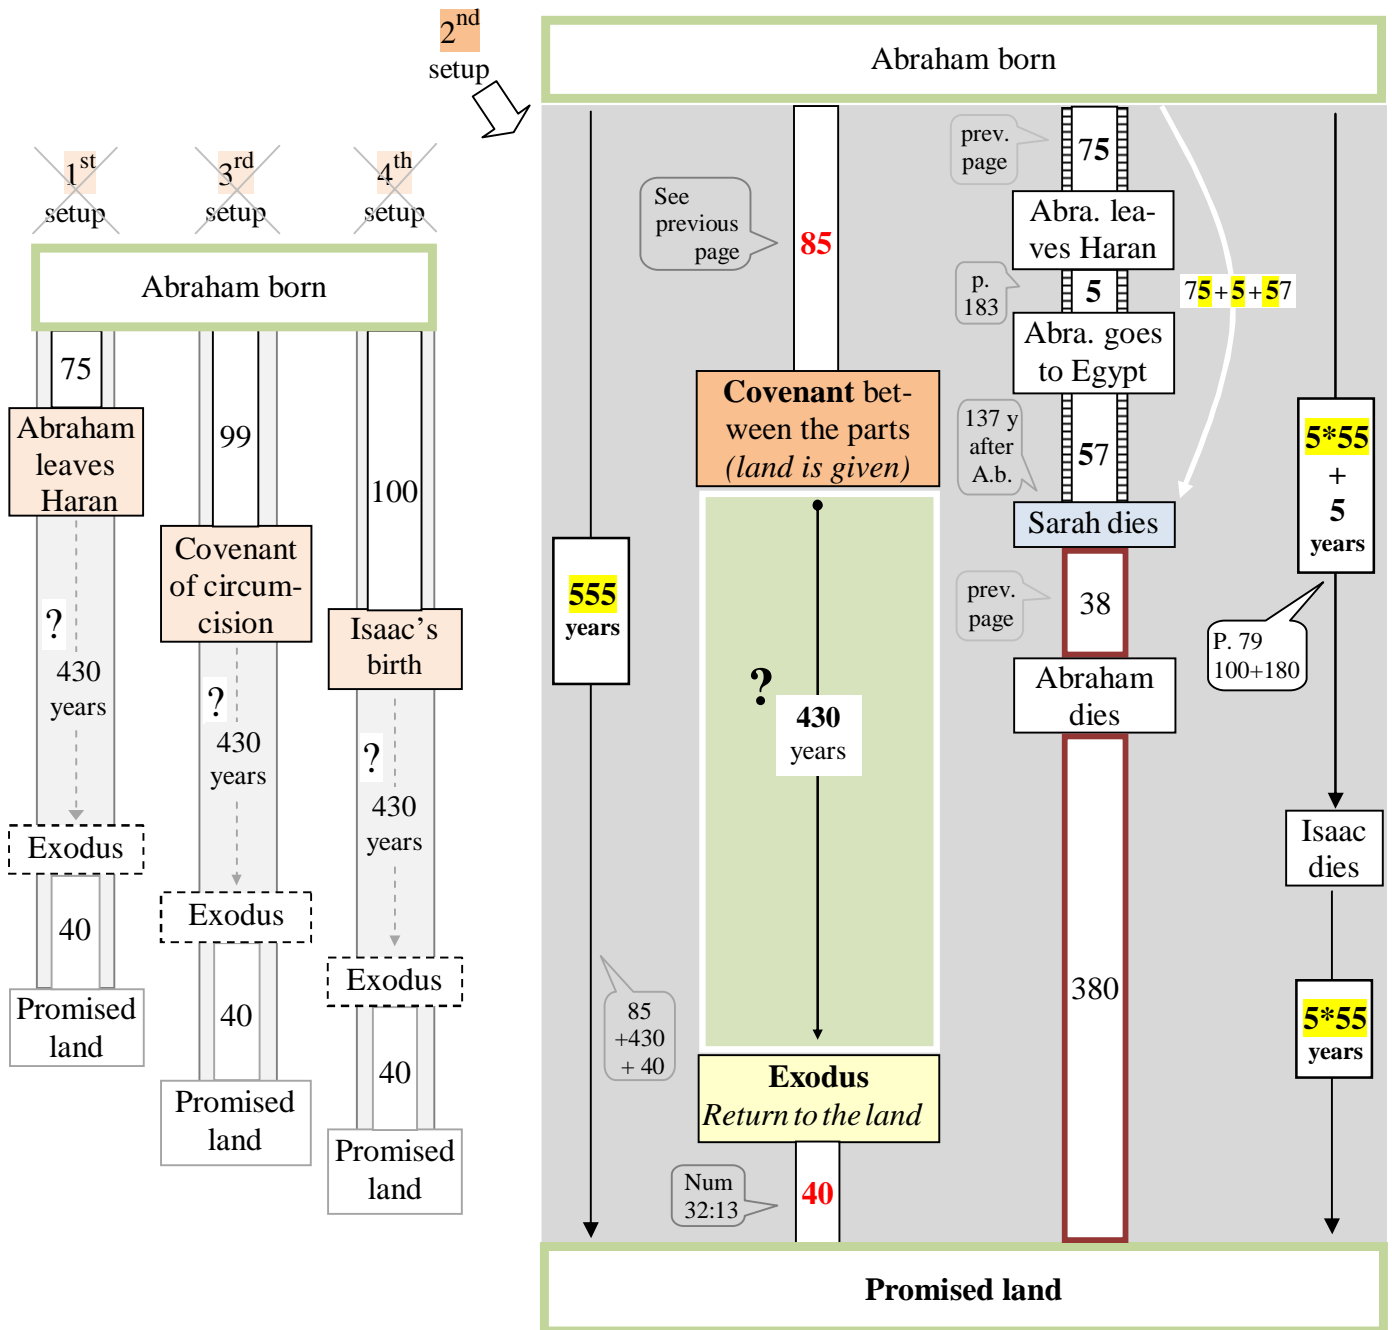 2nd
setup
Abraham born
1st
setup
3rd
setup
4th
setup
Abraham born
75
Abraham
leaves
Haran
?
430
years
Exodus
40
Promised
land
99
Covenant
of circum-
cision
?
430
years
Exodus
40
Promised
land
100
Isaac’s
birth
?
430
years
Exodus
40
Promised
land
555
years
85
+430
+ 40
See
previous
page
85
Covenant bet-
ween the parts
(land is given)
?
430
years
Exodus
Return to the land
Num
32:13
40
prev.
page
75
Abra. lea-
ves Haran
p.
183
5
Abra. goes
to Egypt
75+5+57
137 y
after
A.b.
57
Sarah dies
prev.
page
38
Abraham
dies
380
5*55
+
5
years
P. 79
100+180
Isaac
dies
5*55
years
Promised land